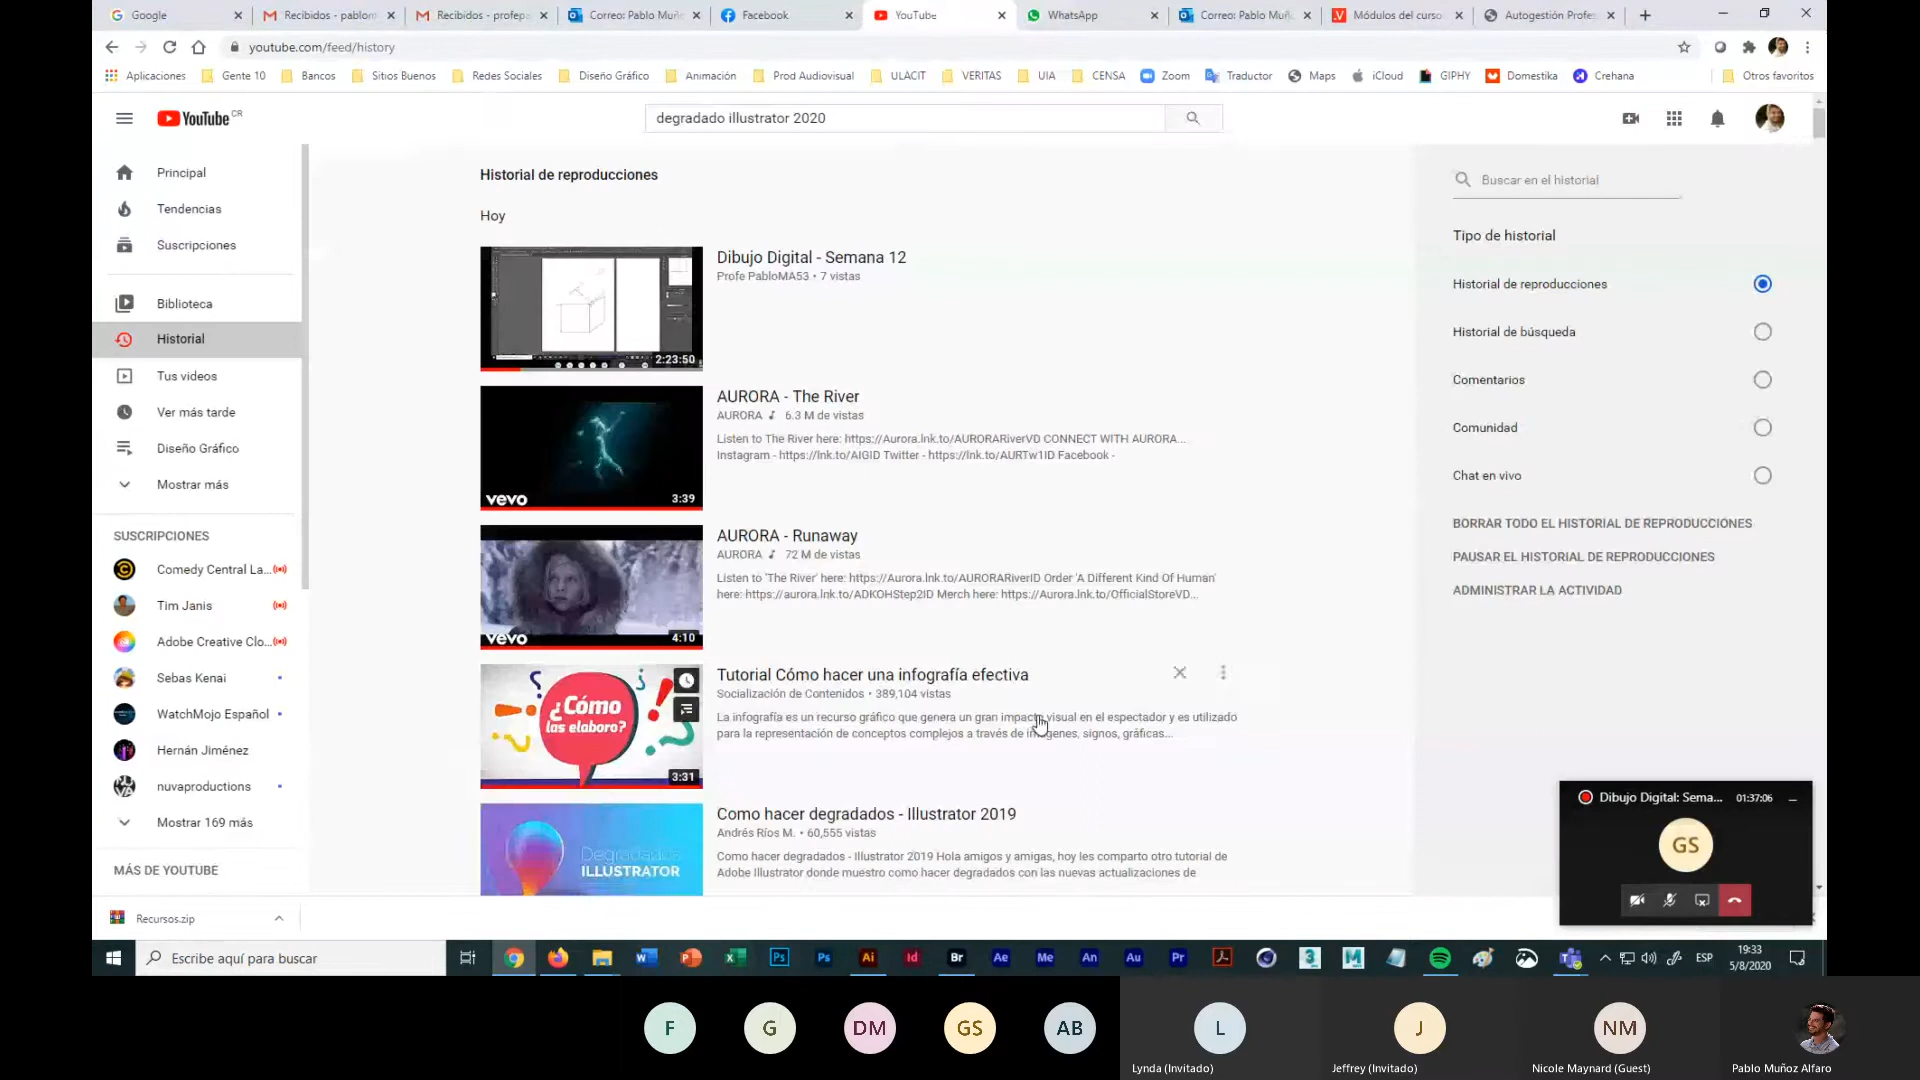 Google
Recibidos - pablom
Recibidos - profepa
Correo: Pablo Muñ
Facebook
YouTube
WhatsApp
Correo: Pablo Muñ
Módulos del curso
Autogestión Profes
youtube.com/feed/history
Aplicaciones
Gente 10
Bancos
Sitios Buenos
Redes Sociales
Diseño Gráfico
Animación
Prod Audiovisual
ULACIT
VERITAS
UIA
CENSA
Zoom
Traductor
Maps
iCloud
GIPHY
Domestika
Crehana
Otros favoritos
YouTube CR
degradado illustrator 2020
Principal
Tendencias
Suscripciones
Biblioteca
Historial
Tus videos
Ver más tarde
Diseño Gráfico
Mostrar más
SUSCRIPCIONES
Comedy Central La...
Tim Janis
Adobe Creative Clo...
Sebas Kenai
WatchMojo Español
Hernán Jiménez
nuvaproductions
Mostrar 169 más
MÁS DE YOUTUBE
Historial de reproducciones
Hoy
2:23:50
Dibujo Digital - Semana 12
Profe PabloMA53 • 7 vistas
vevo
3:39
AURORA - The River
AURORA 6.3 M de vistas
Listen to The River here: https://Aurora.lnk.to/AURORARiverVD CONNECT WITH AURORA...
Instagram - https://lnk.to/AIGID Twitter - https://lnk.to/AURTw1ID Facebook -
vevo
4:10
AURORA - Runaway
AURORA 72 M de vistas
Listen to 'The River' here: https://Aurora.lnk.to/AURORARiverID Order 'A Different Kind Of Human'
here: https://aurora.lnk.to/ADKOHStep2ID Merch here: https://Aurora.lnk.to/OfficialStoreVD...
¿Cómo
las elaboro?
3:31
Tutorial Cómo hacer una infografía efectiva
Socialización de Contenidos • 389,104 vistas
La infografía es un recurso gráfico que genera un gran impacto visual en el espectador y es utilizado
para la representación de conceptos complejos a través de imágenes, signos, gráficas...
Degradados
ILLUSTRATOR
Como hacer degradados - Illustrator 2019
Andrés Ríos M. • 60,555 vistas
Como hacer degradados - Illustrator 2019 Hola amigos y amigas, hoy les comparto otro tutorial de
Adobe Illustrator donde muestro como hacer degradados con las nuevas actualizaciones de
Buscar en el historial
Tipo de historial
Historial de reproducciones
Historial de búsqueda
Comentarios
Comunidad
Chat en vivo
BORRAR TODO EL HISTORIAL DE REPRODUCCIONES
PAUSAR EL HISTORIAL DE REPRODUCCIONES
ADMINISTRAR LA ACTIVIDAD
Dibujo Digital: Sema...
01:37:06
GS
Recursos.zip
Escribe aquí para buscar
Ps
Ps
Ai
Id
Br
Ae
Me
An
Au
Pr
3
M
ESP
19:33
5/8/2020
F
G
DM
GS
AB
L
J
NM
Lynda (Invitado)
Jeffrey (Invitado)
Nicole Maynard (Guest)
Pablo Muñoz Alfaro